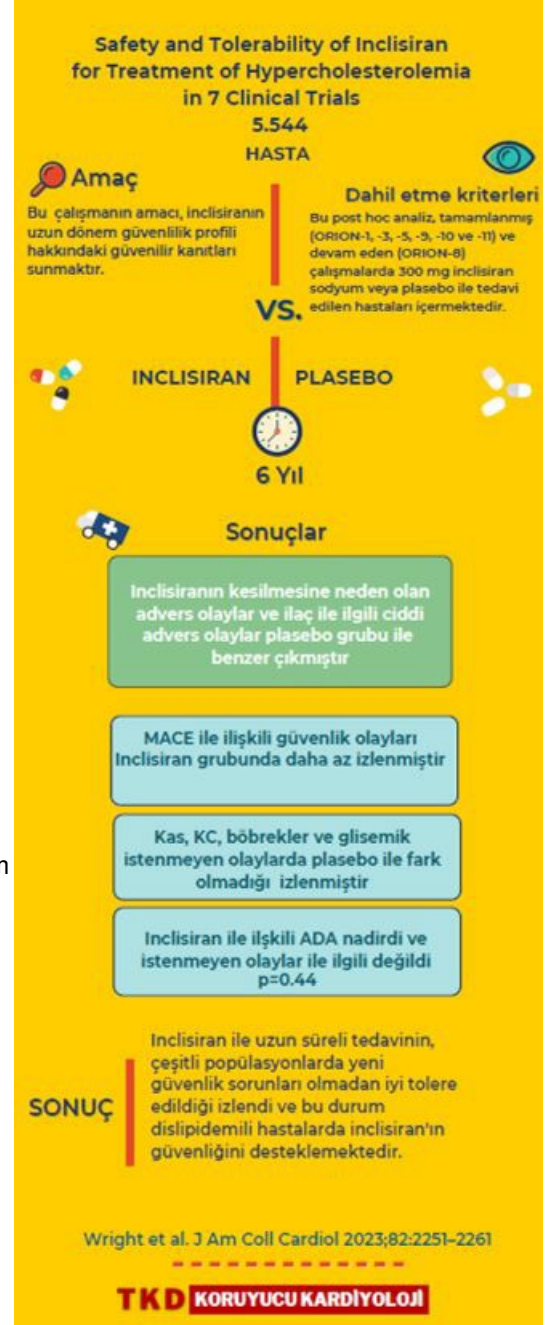 Safety and Tolerability of Inclisiran
for Treatment of Hypercholesterolemia
in 7 Clinical Trials
5.544
HASTA
Amaç
Bu çalışmanın amacı, inclisiranın
uzun dönem güvenlilik profili
hakkındaki güvenilir kanıtları
sunmaktır.
Dahil etme kriterleri
Bu post hoc analiz, tamamlanmış
(ORION-1, -3, -5, -9, -10 ve -11) ve
devam eden (ORION-8)
çalışmalarda 300 mg inclisiran
sodyum veya plasebo ile tedavi
edilen hastaları içermektedir.
VS.
INCLISIRAN
PLASEBO
6 Yıl
Sonuçlar
Inclisiranın kesilmesine neden olan
advers olaylar ve ilaç ile ilgili ciddi
advers olaylar plasebo grubu ile
benzer çıkmıştır
MACE ile ilişkili güvenlik olayları
Inclisiran grubunda daha az izlenmiştir
Kas, KC, böbrekler ve glisemik
istenmeyen olaylarda plasebo ile fark
olmadığı izlenmiştir
Inclisiran ile ilşkili ADA nadirdi ve
istenmeyen olaylar ile ilgili değildi
p=0.44
SONUÇ
Inclisiran ile uzun süreli tedavinin,
çeşitli popülasyonlarda yeni
güvenlik sorunları olmadan iyi tolere
edildiği izlendi ve bu durum
dislipidemili hastalarda inclisiran'ın
güvenliğini desteklemektedir.
Wright et al. J Am Coll Cardiol 2023;82:2251–2261
TKD KORUYUCU KARDİYOLOJİ